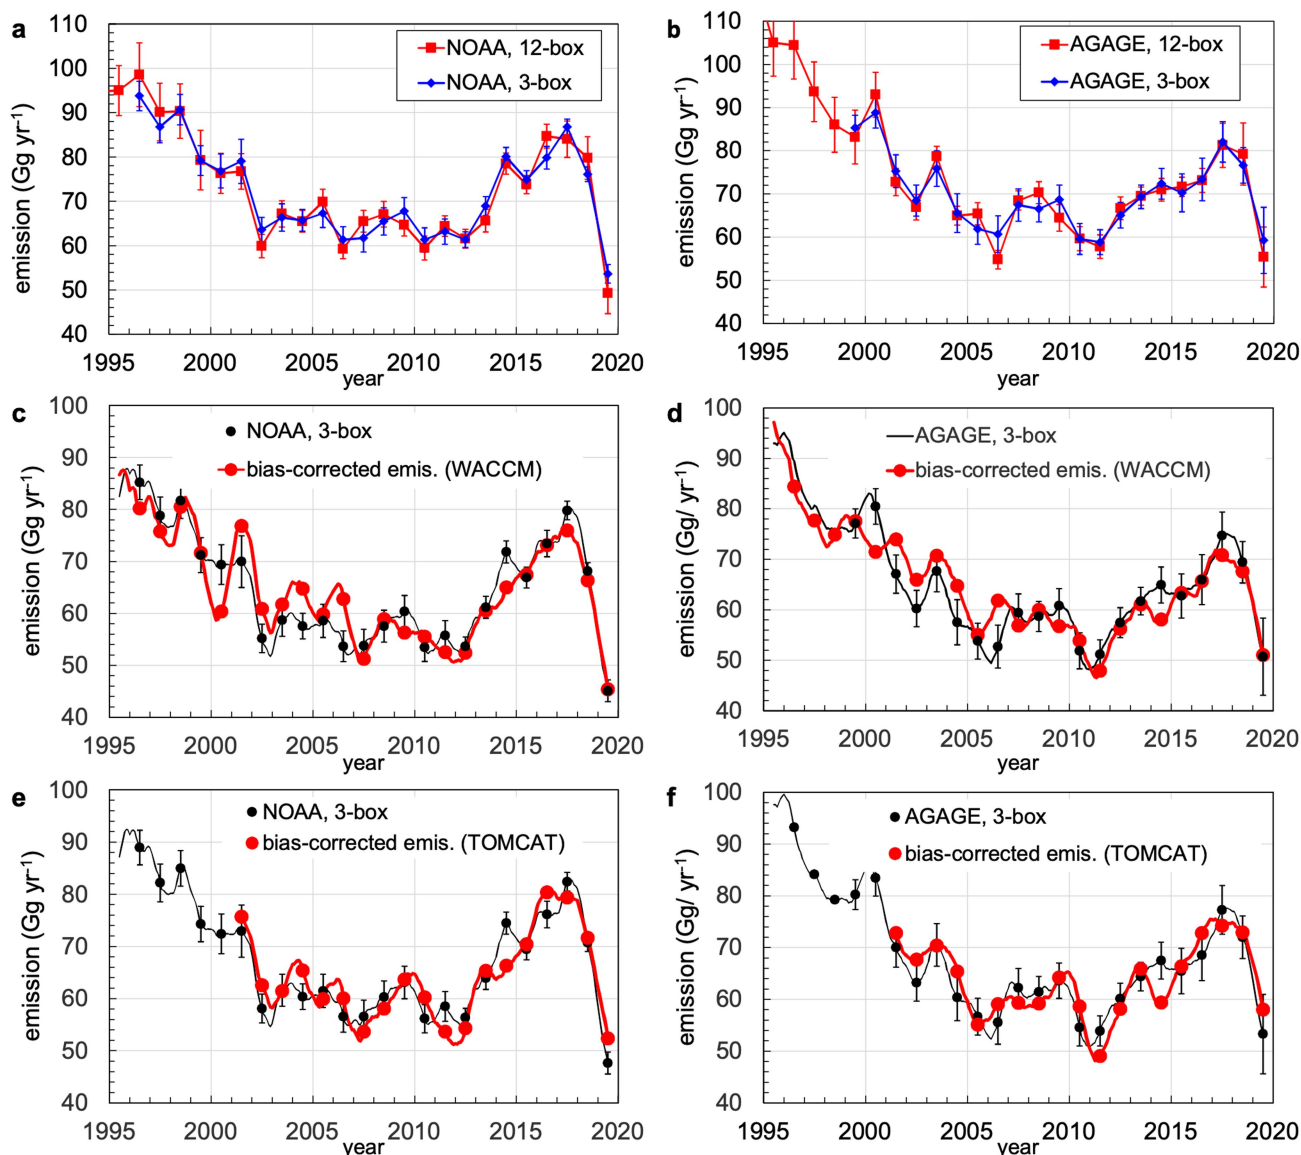 a
NOAA, 12-box
NOAA, 3-box
emission (Gg yr⁻¹)
110
100
90
80
70
60
50
40
1995 2000 2005 2010 2015 2020
year
b
AGAGE, 12-box
AGAGE, 3-box
emission (Gg yr⁻¹)
110
100
90
80
70
60
50
40
1995 2000 2005 2010 2015 2020
year
c
NOAA, 3-box
bias-corrected emis. (WACCM)
emission (Gg yr⁻¹)
100
90
80
70
60
50
40
1995 2000 2005 2010 2015 2020
year
d
AGAGE, 3-box
bias-corrected emis. (WACCM)
emission (Gg/ yr⁻¹)
100
90
80
70
60
50
40
1995 2000 2005 2010 2015 2020
year
e
NOAA, 3-box
bias-corrected emis. (TOMCAT)
emission (Gg yr⁻¹)
100
90
80
70
60
50
40
1995 2000 2005 2010 2015 2020
year
f
AGAGE, 3-box
bias-corrected emis. (TOMCAT)
emission (Gg/ yr⁻¹)
100
90
80
70
60
50
40
1995 2000 2005 2010 2015 2020
year